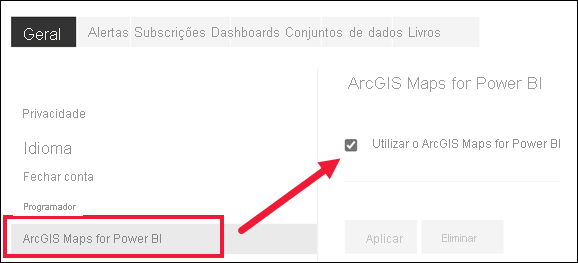 Geral Alertas Subscrições Dashboards Conjuntos de dados Livros
Privacidade
Idioma
Fechar conta
Programador
ArcGIS Maps for Power BI
ArcGIS Maps for Power BI
Utilizar o ArcGIS Maps for Power BI
Aplicar Eliminar